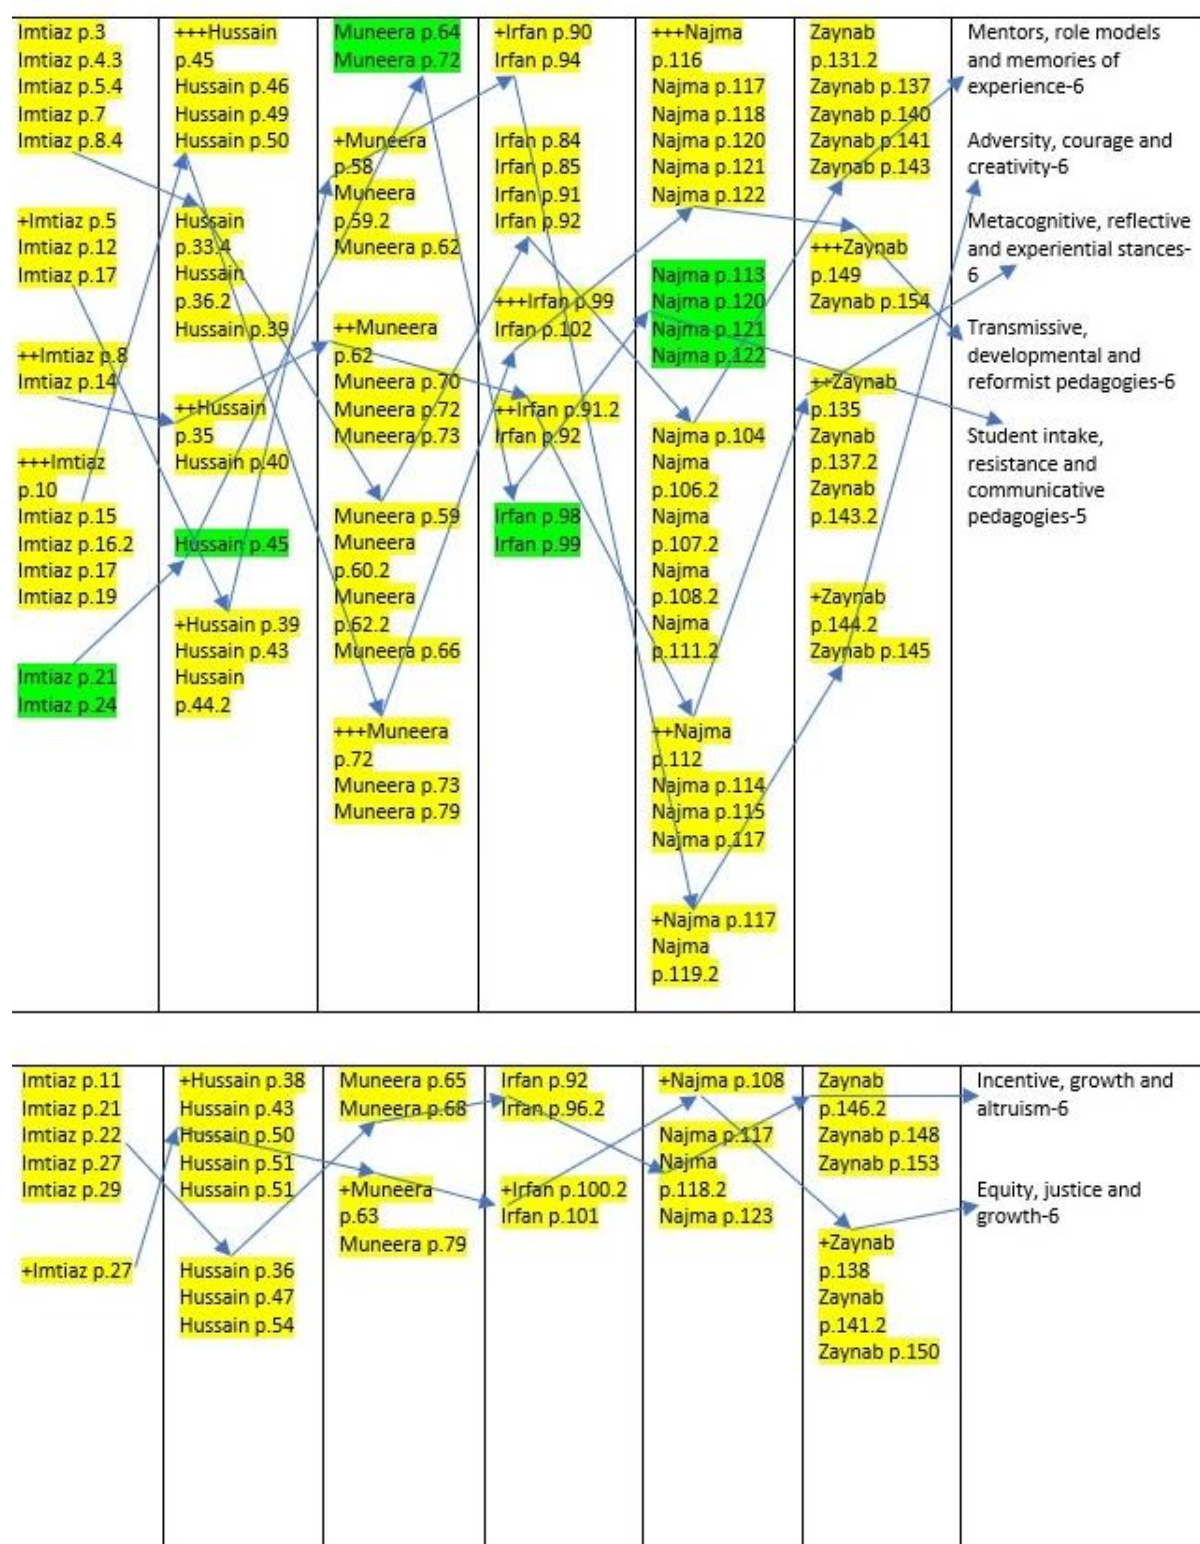 Imtiaz p.3
Imtiaz p.4.3
Imtiaz p.5.4
Imtiaz p.7
Imtiaz p.8.4
+Imtiaz p.5
Imtiaz p.12
Imtiaz p.17
++Imtiaz p.8
Imtiaz p.14
+++Imtiaz
p.10
Imtiaz p.15
Imtiaz p.16.2
Imtiaz p.17
Imtiaz p.19
Imtiaz p.21
Imtiaz p.24
+++Hussain
p.45
Hussain p.46
Hussain p.49
Hussain p.50
Hussain
p.33.4
Hussain
p.36.2
Hussain p.39
++Hussain
p.35
Hussain p.40
Hussain p.45
+Hussain p.39
Hussain p.43
Hussain
p.44.2
Muneera p.64
Muneera p.72
+Muneera
p.58
Muneera
p.59.2
Muneera p.62
++Muneera
p.62
Muneera p.70
Muneera p.72
Muneera p.73
Muneera p.59
Muneera
p.60.2
Muneera
p.62.2
Muneera p.66
+++Muneera
p.72
Muneera p.73
Muneera p.79
+Irfan p.90
Irfan p.94
Irfan p.84
Irfan p.85
Irfan p.91
Irfan p.92
+++Irfan p.99
Irfan p.102
++Irfan p.91.2
Irfan p.92
Irfan p.98
Irfan p.99
+++Najma
p.116
Najma p.117
Najma p.118
Najma p.120
Najma p.121
Najma p.122
Najma p.113
Najma p.120
Najma p.121
Najma p.122
Najma p.104
Najma
p.106.2
Najma
p.107.2
Najma
p.108.2
Najma
p.111.2
++Najma
p.112
Najma p.114
Najma p.115
Najma p.117
+Najma p.117
Najma
p.119.2
Zaynab
p.131.2
Zaynab p.137
Zaynab p.140
Zaynab p.141
Zaynab p.143
+++Zaynab
p.149
Zaynab p.154
++Zaynab
p.135
Zaynab
p.137.2
Zaynab
p.143.2
+Zaynab
p.144.2
Zaynab p.145
Mentors, role models
and memories of
experience-6
Adversity, courage and
creativity-6
Metacognitive, reflective
and experiential stances-
6
Transmissive,
developmental and
reformist pedagogies-6
Student intake,
resistance and
communicative
pedagogies-5
Imtiaz p.11
Imtiaz p.21
Imtiaz p.22
Imtiaz p.27
Imtiaz p.29
+Imtiaz p.27
+Hussain p.38
Hussain p.43
Hussain p.50
Hussain p.51
Hussain p.51
Hussain p.36
Hussain p.47
Hussain p.54
Muneera p.65
Muneera p.68
+Muneera
p.63
Muneera p.79
Irfan p.92
Irfan p.96.2
+Irfan p.100.2
Irfan p.101
+Najma p.108
Najma p.117
Najma
p.118.2
Najma p.123
Zaynab
p.146.2
Zaynab p.148
Zaynab p.153
+Zaynab
p.138
Zaynab
p.141.2
Zaynab p.150
Incentive, growth and
altruism-6
Equity, justice and
growth-6